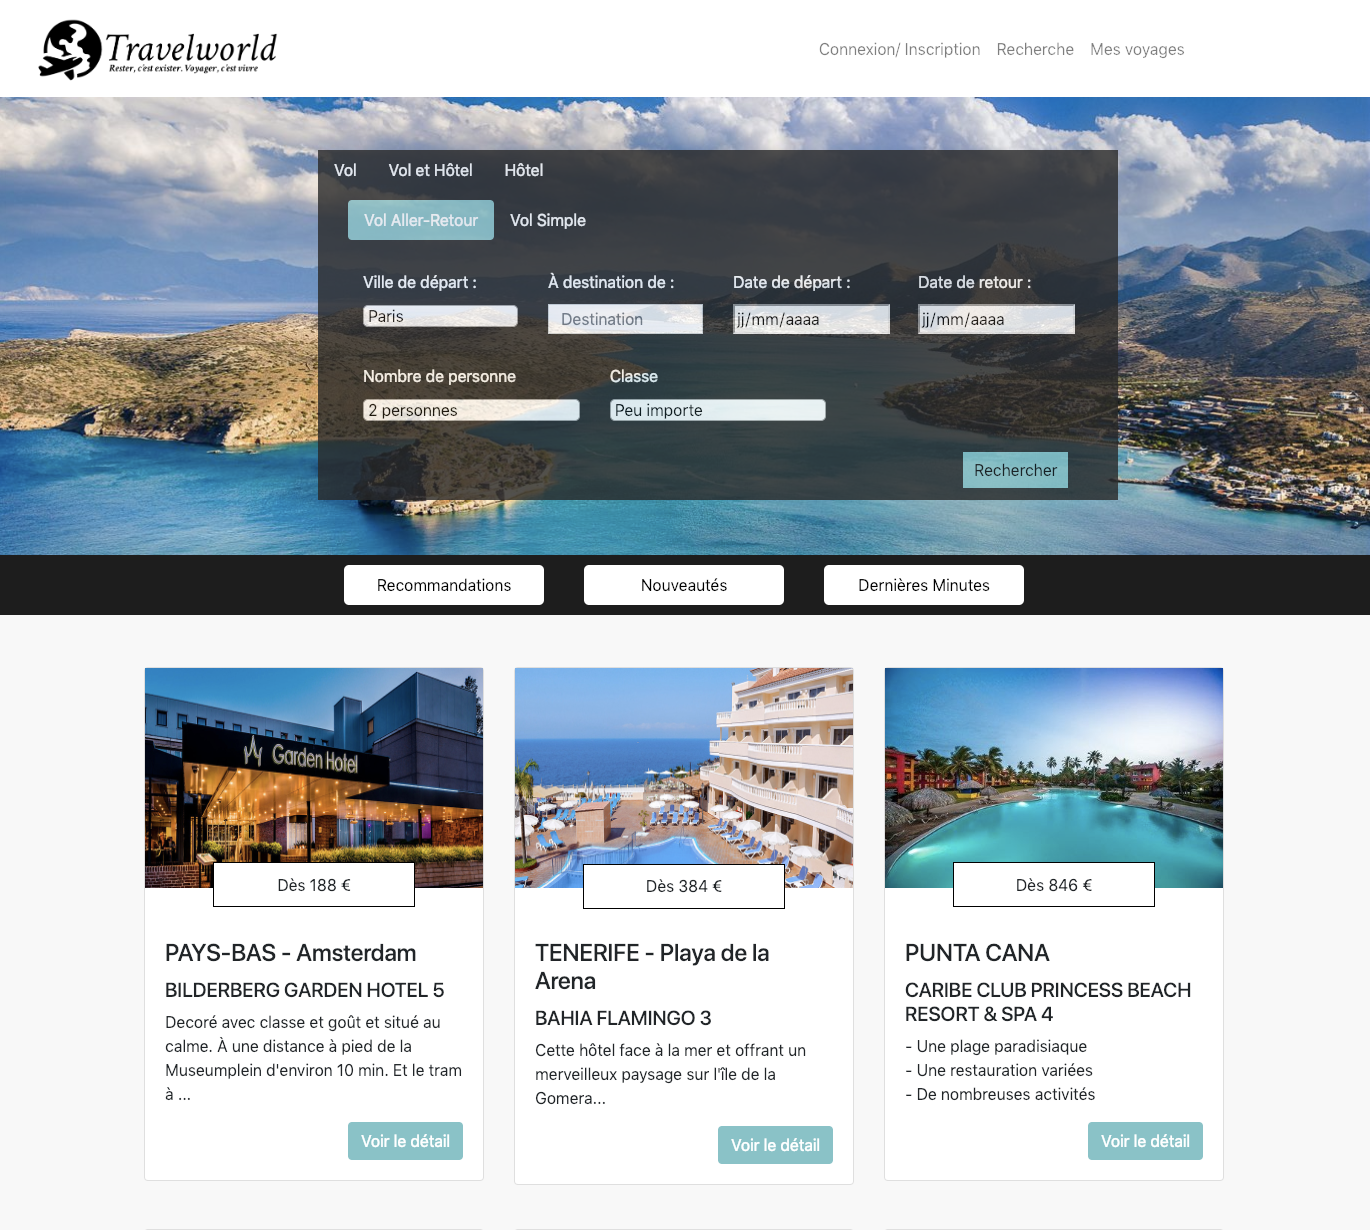 Travelworld
Rester, c'est exister. Voyager, c'est vivre
Connexion/ Inscription Recherche Mes voyages
Vol Vol et Hôtel Hôtel
Vol Aller-Retour Vol Simple
Ville de départ : À destination de : Date de départ : Date de retour :
Paris Destination jj/mm/aaaa jj/mm/aaaa
Nombre de personne Classe
2 personnes Peu importe
Rechercher
Recommandations Nouveautés Dernières Minutes
Garden Hotel
Dès 188 €
PAYS-BAS - Amsterdam
BILDERBERG GARDEN HOTEL 5
Decoré avec classe et goût et situé au
calme. À une distance à pied de la
Museumplein d'environ 10 min. Et le tram
à ...
Voir le détail
Dès 384 €
TENERIFE - Playa de la
Arena
BAHIA FLAMINGO 3
Cette hôtel face à la mer et offrant un
merveilleux paysage sur l'île de la
Gomera...
Voir le détail
Dès 846 €
PUNTA CANA
CARIBE CLUB PRINCESS BEACH
RESORT & SPA 4
- Une plage paradisiaque
- Une restauration variées
- De nombreuses activités
Voir le détail